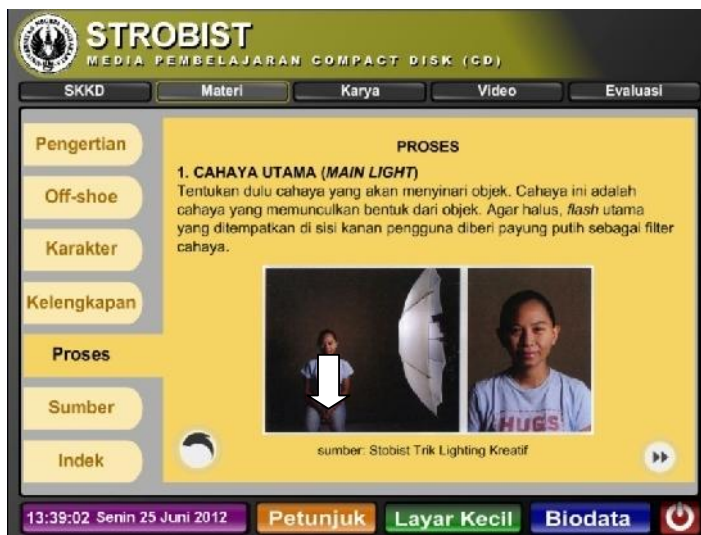 STROBIST
MEDIA PEMBELAJARAN COMPACT DISK (CD)
SKKD
Materi
Karya
Video
Evaluasi
Pengertian
Off-shoe
Karakter
Kelengkapan
Proses
Sumber
Indek
PROSES
1. CAHAYA UTAMA (MAIN LIGHT)
Tentukan dulu cahaya yang akan menyinari objek. Cahaya ini adalah
cahaya yang memunculkan bentuk dari objek. Agar halus, flash utama
yang ditempatkan di sisi kanan pengguna diberi payung putih sebagai filter
cahaya.
HUGS
sumber: Stobist Trik Lighting Kreatif
13:39:02 Senin 25 Juni 2012
Petunjuk
Layar Kecil
Biodata